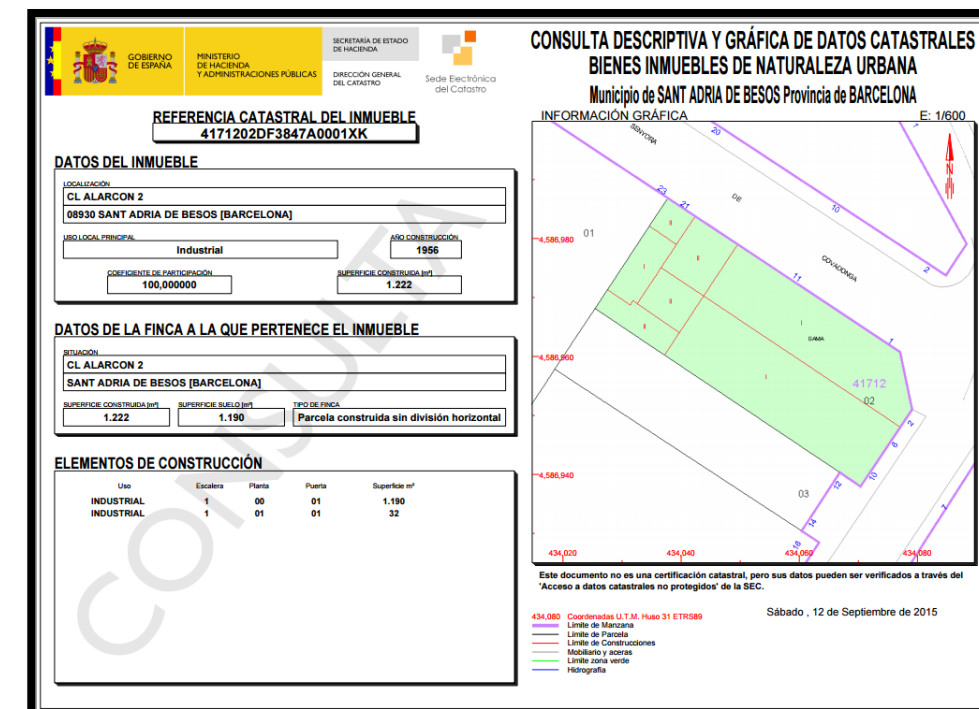 GOBIERNO
DE ESPAÑA
MINISTERIO
DE HACIENDA
Y ADMINISTRACIONES PÚBLICAS
SECRETARÍA DE ESTADO
DE HACIENDA
DIRECCIÓN GENERAL
DEL CATASTRO
Sede Electrónica
del Catastro
REFERENCIA CATASTRAL DEL INMUEBLE
4171202DF3847A0001XK
DATOS DEL INMUEBLE
LOCALIZACIÓN
CL ALARCON 2
08930 SANT ADRIA DE BESOS [BARCELONA]
USO LOCAL PRINCIPAL
Industrial
AÑO CONSTRUCCIÓN
1956
COEFICIENTE DE PARTICIPACIÓN
100,000000
SUPERFICIE CONSTRUIDA [m²]
1.222
DATOS DE LA FINCA A LA QUE PERTENECE EL INMUEBLE
SITUACIÓN
CL ALARCON 2
SANT ADRIA DE BESOS [BARCELONA]
SUPERFICIE CONSTRUIDA [m²] SUPERFICIE SUELO [m²] TIPO DE FINCA
1.222 1.190 Parcela construida sin división horizontal
ELEMENTOS DE CONSTRUCCIÓN
Uso Escalera Planta Puerta Superficie m²
INDUSTRIAL 1 00 01 1.190
INDUSTRIAL 1 01 01 32
CONSULTA
CONSULTA DESCRIPTIVA Y GRÁFICA DE DATOS CATASTRALES
BIENES INMUEBLES DE NATURALEZA URBANA
Municipio de SANT ADRIA DE BESOS Provincia de BARCELONA
INFORMACIÓN GRÁFICA E: 1/600
SENYORA
20
1
N
23
21
DE
10
01
4,586,980
II
II
I
11
COVADONGA
2
II
II
I
SAMA
1
4,586,960
I
41712
02
2
6
4,586,940
10
12
03
14
7
16
434,020 434,040 434,060 434,080
Este documento no es una certificación catastral, pero sus datos pueden ser verificados a través del
'Acceso a datos catastrales no protegidos' de la SEC.
434,080 Coordenadas U.T.M. Huso 31 ETRS89
Límite de Manzana
Límite de Parcela
Límite de Construcciones
Mobiliario y aceras
Límite zona verde
Hidrografía
Sábado , 12 de Septiembre de 2015